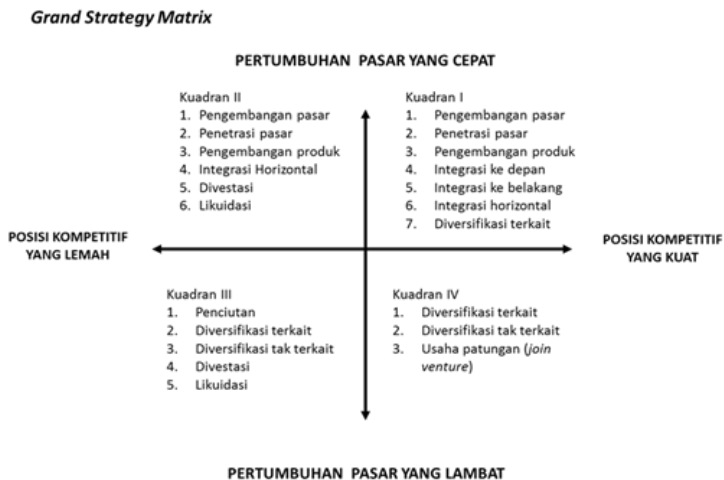 Grand Strategy Matrix
PERTUMBUHAN PASAR YANG CEPAT
Kuadran II
1. Pengembangan pasar
2. Penetrasi pasar
3. Pengembangan produk
4. Integrasi Horizontal
5. Divestasi
6. Likuidasi
Kuadran I
1. Pengembangan pasar
2. Penetrasi pasar
3. Pengembangan produk
4. Integrasi ke depan
5. Integrasi ke belakang
6. Integrasi horizontal
7. Diversifikasi terkait
POSISI KOMPETITIF
YANG LEMAH
POSISI KOMPETITIF
YANG KUAT
Kuadran III
1. Penciutan
2. Diversifikasi terkait
3. Diversifikasi tak terkait
4. Divestasi
5. Likuidasi
Kuadran IV
1. Diversifikasi terkait
2. Diversifikasi tak terkait
3. Usaha patungan (join
venture)
PERTUMBUHAN PASAR YANG LAMBAT